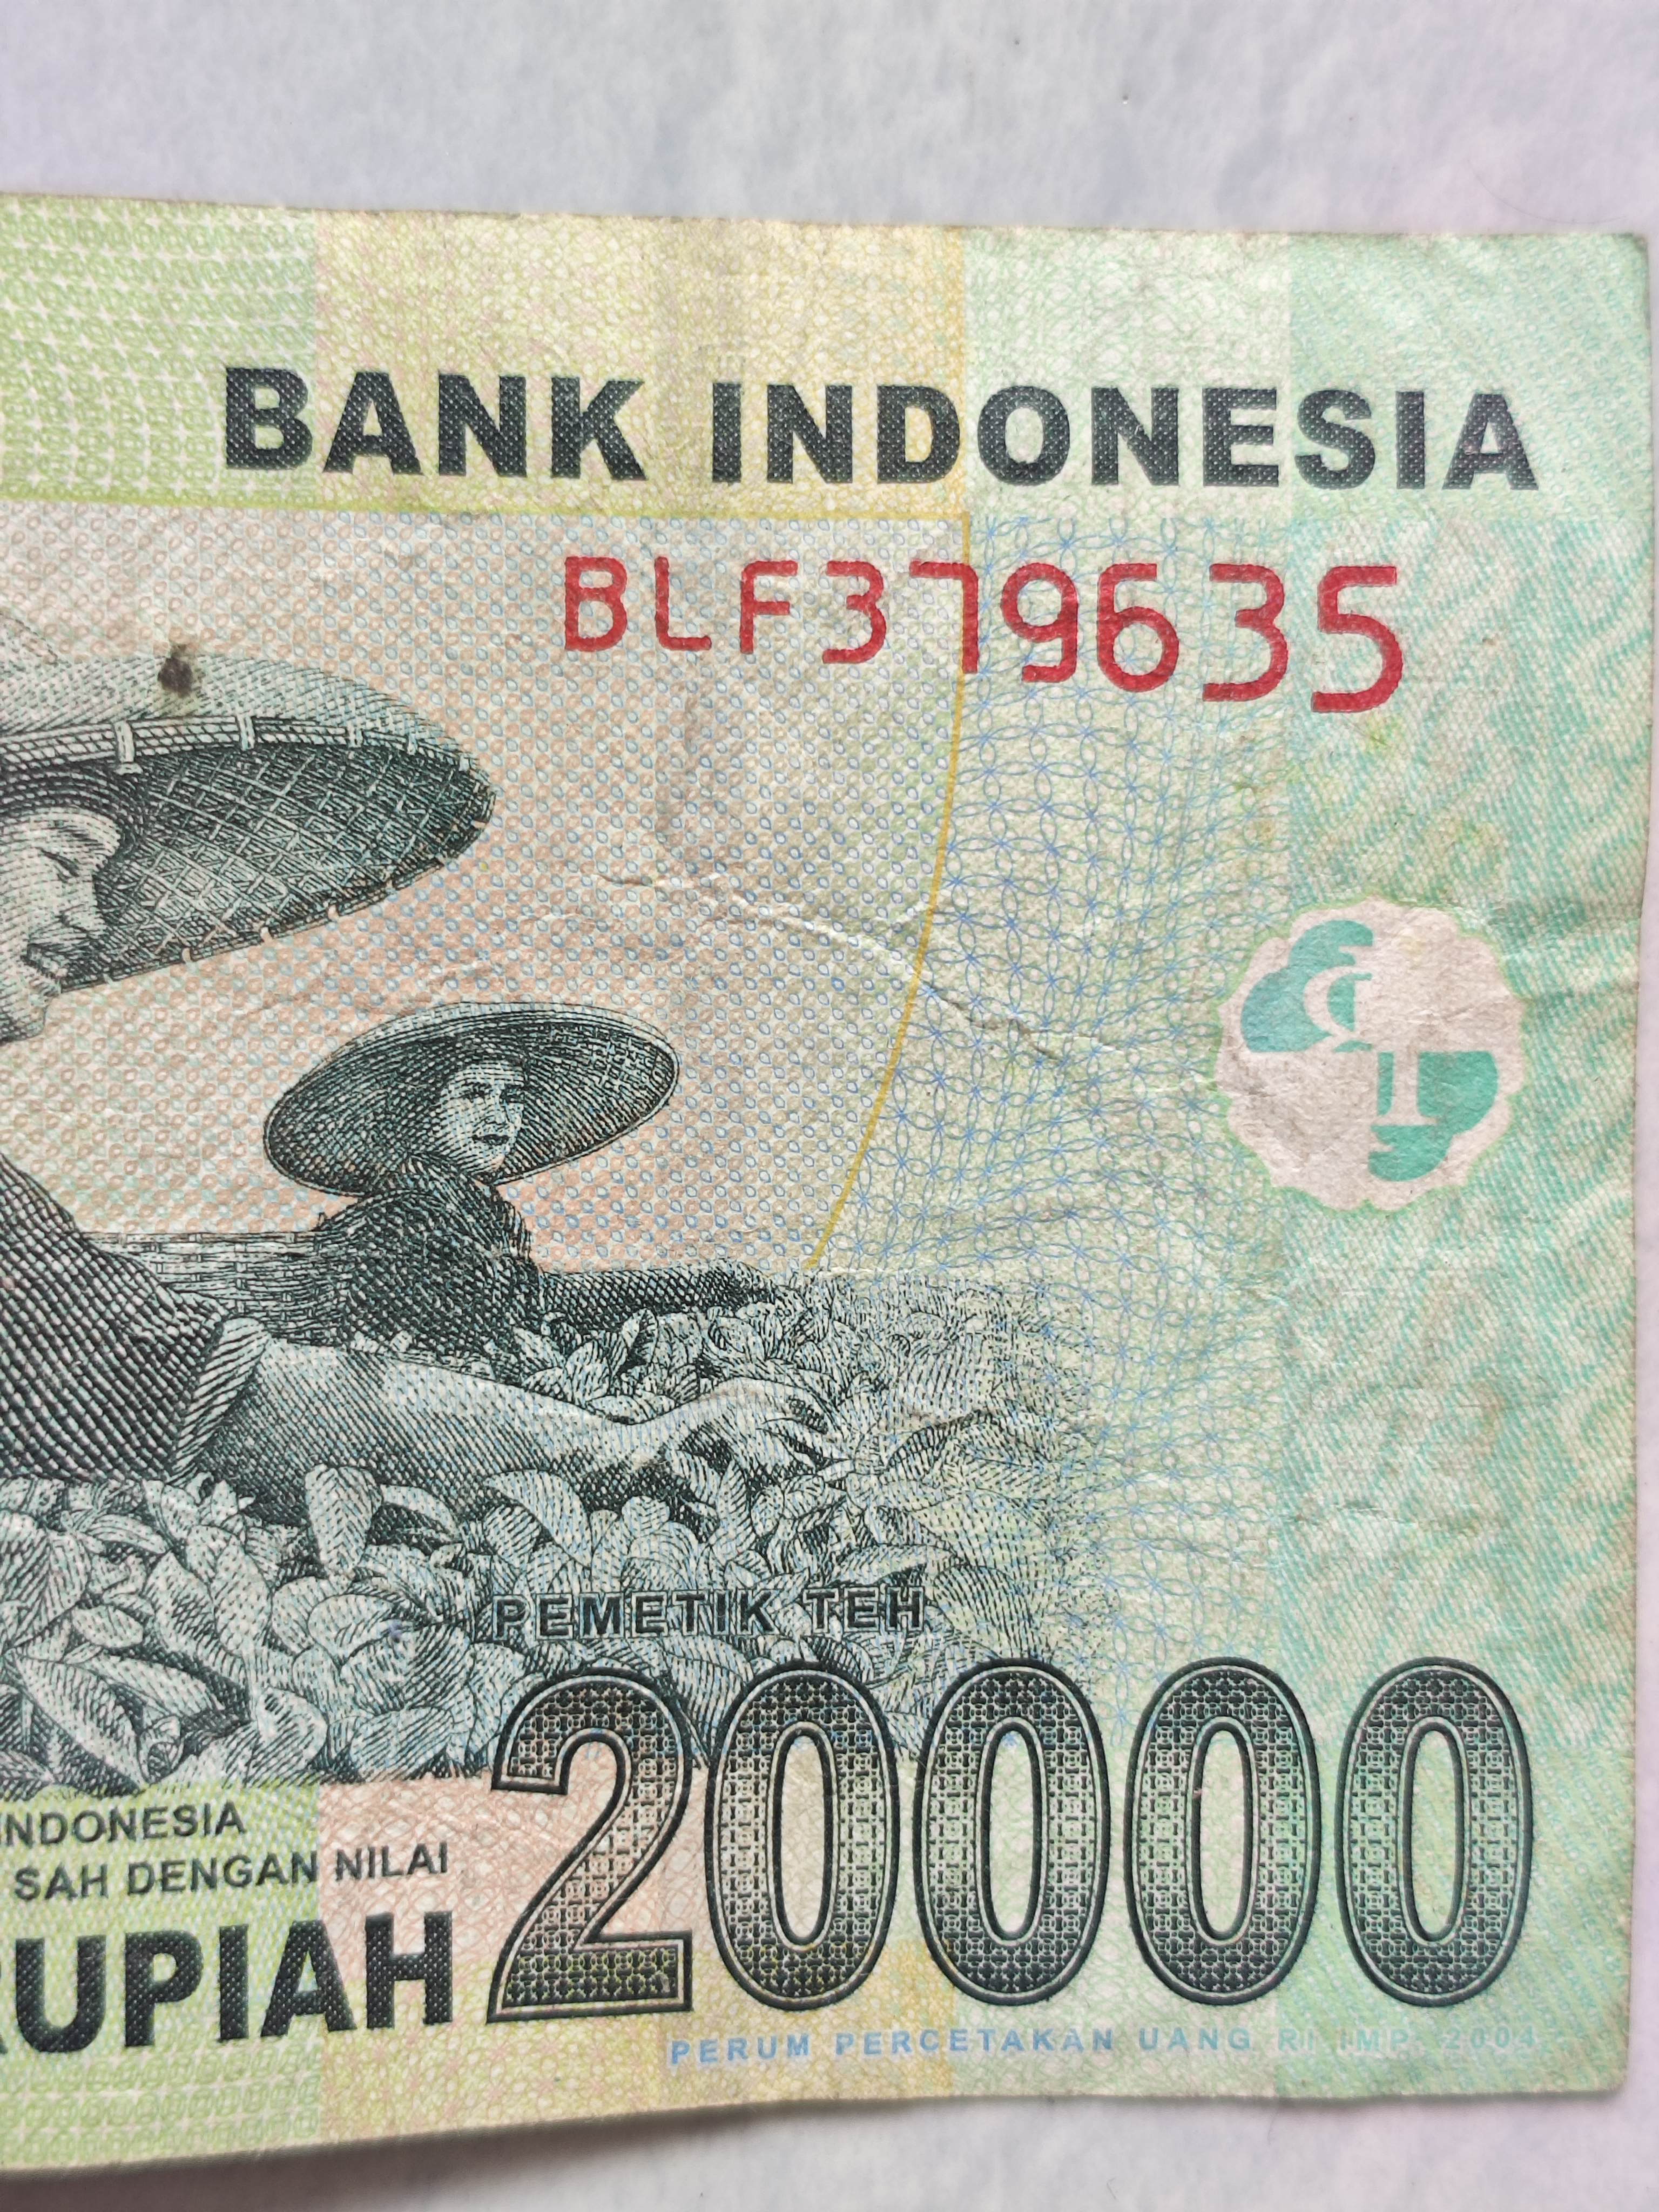 BANK INDONESIA
BLF379635
PEMETIK TEH
INDONESIA
SAH DENGAN NILAI
RUPIAH 20000
PERUM PERCETAKAN UANG RI IMP. 2004